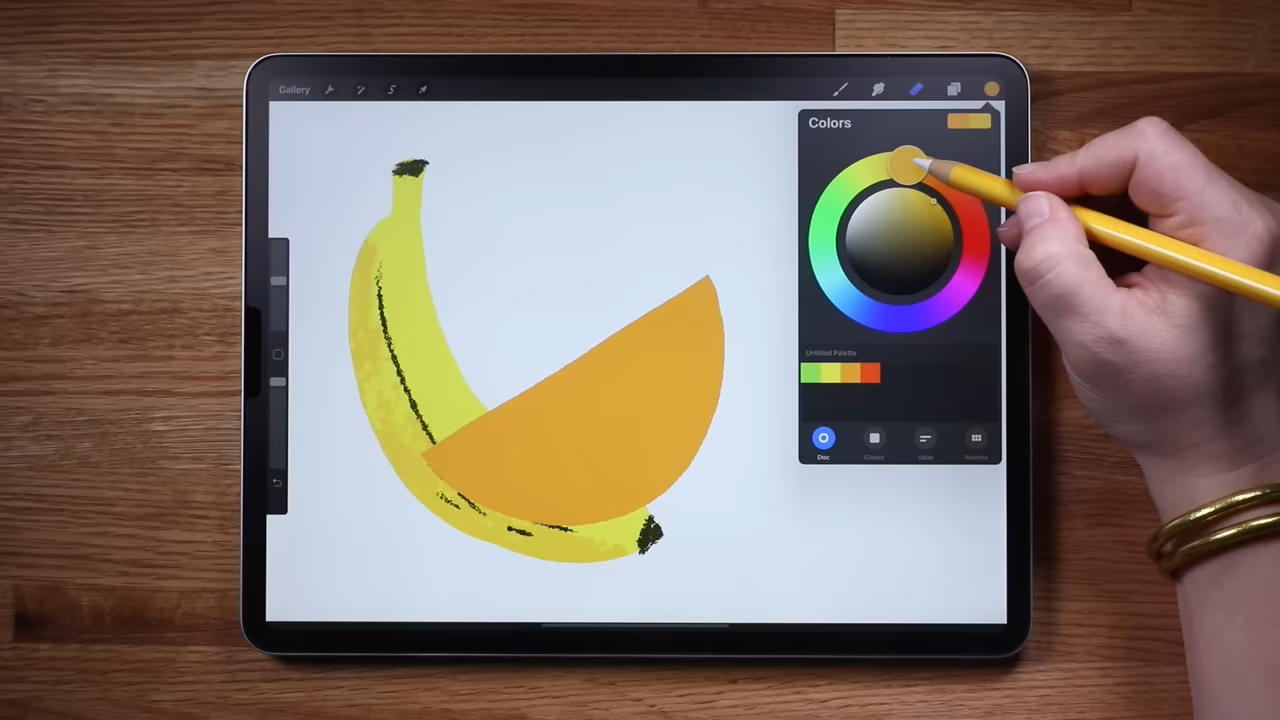 Gallery
Colors
Untitled Palette
Disc
Classic
Value
Palettes